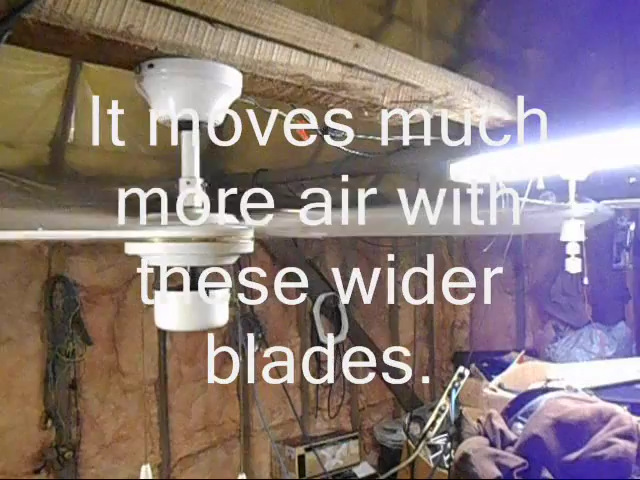 It moves much
more air with
these wider
blades.